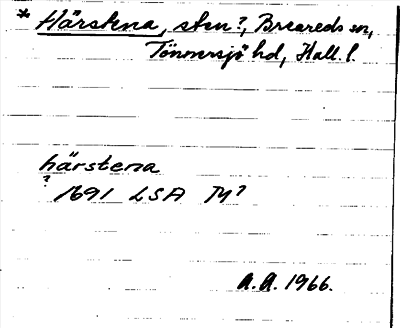 * Härstena, sten?, Breareds sn,
Tönnersjö hd, Hall. l.
härstena
? 1691 LSA M?
A.A. 1966.